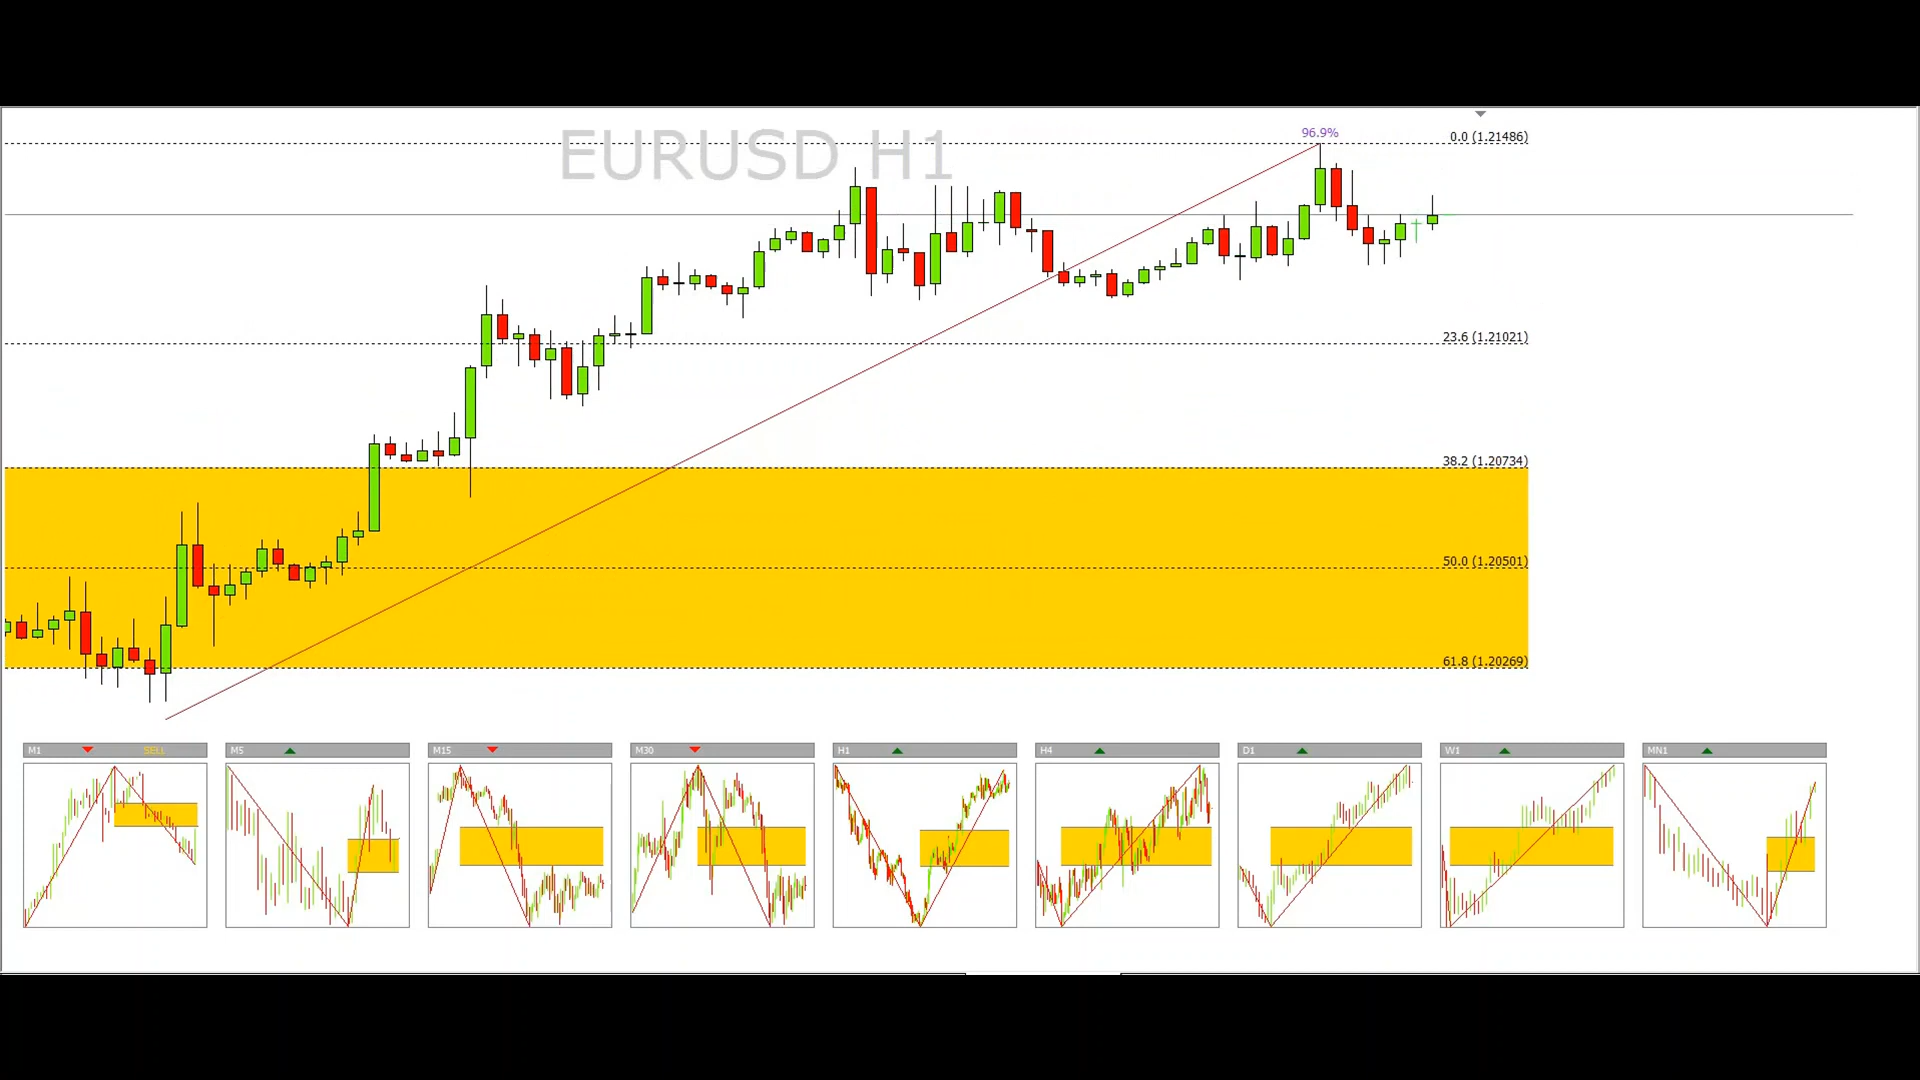 EURUSD H1
96.9%
0.0 (1.21486)
23.6 (1.21021)
38.2 (1.20734)
50.0 (1.20501)
61.8 (1.20269)
M1 SELL
M5
M15
M30
H1
H4
D1
W1
MN1